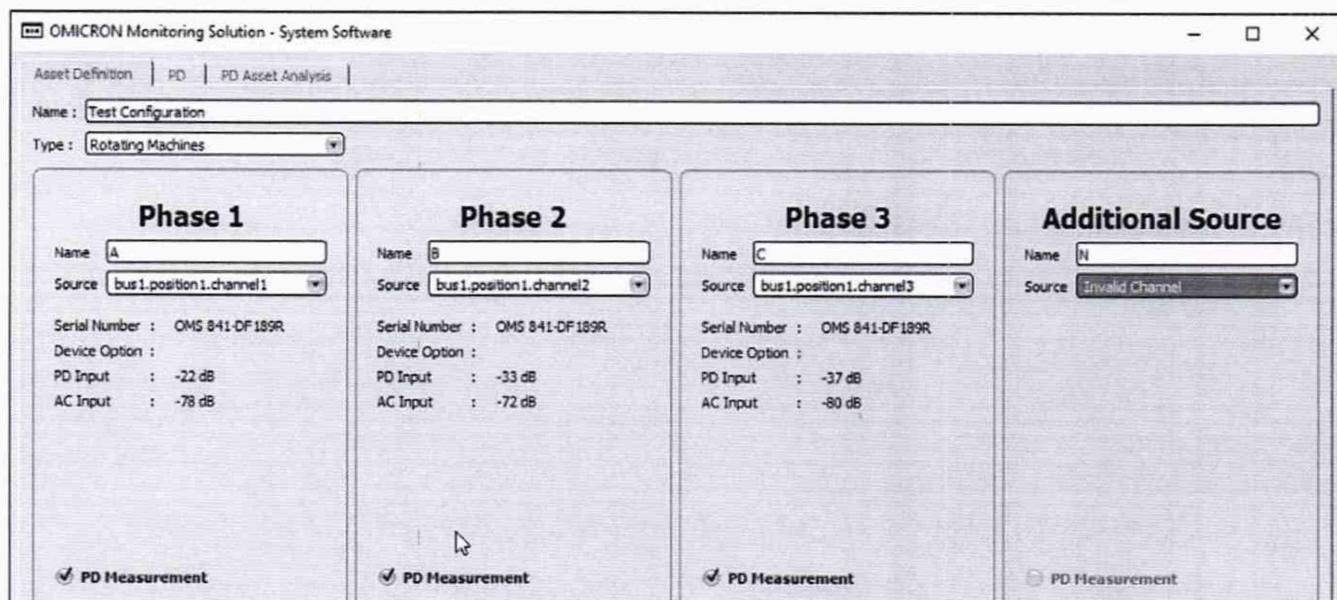 OMICRON Monitoring Solution - System Software
Asset Definition PD PD Asset Analysis
Name : Test Configuration
Type : Rotating Machines
Phase 1
Name A
Source bus1.position1.channel1
Serial Number : OMS 841-DF189R
Device Option :
PD Input : -22 dB
AC Input : -78 dB
PD Measurement
Phase 2
Name B
Source bus1.position1.channel2
Serial Number : OMS 841-DF189R
Device Option :
PD Input : -33 dB
AC Input : -72 dB
PD Measurement
Phase 3
Name C
Source bus1.position1.channel3
Serial Number : OMS 841-DF189R
Device Option :
PD Input : -37 dB
AC Input : -80 dB
PD Measurement
Additional Source
Name N
Source Invalid Channel
PD Measurement